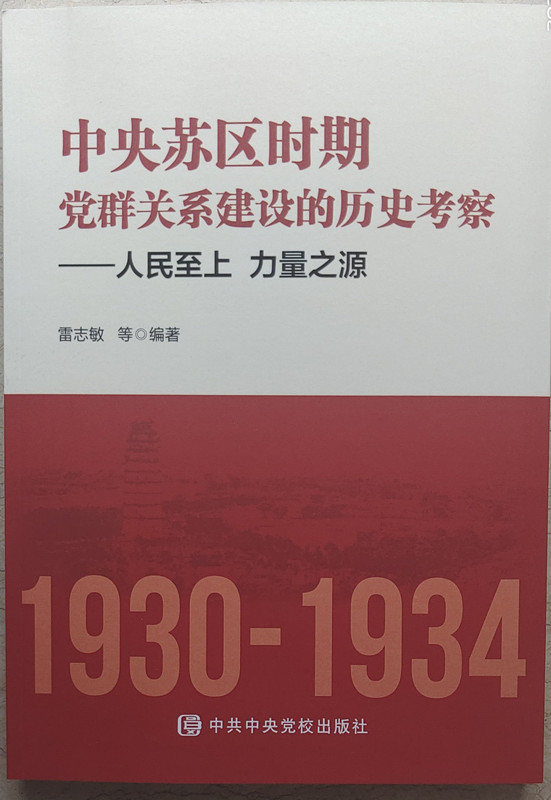 中央苏区时期
党群关系建设的历史考察
——人民至上 力量之源
雷志敏 等◎编著
1930-1934
中共中央党校出版社